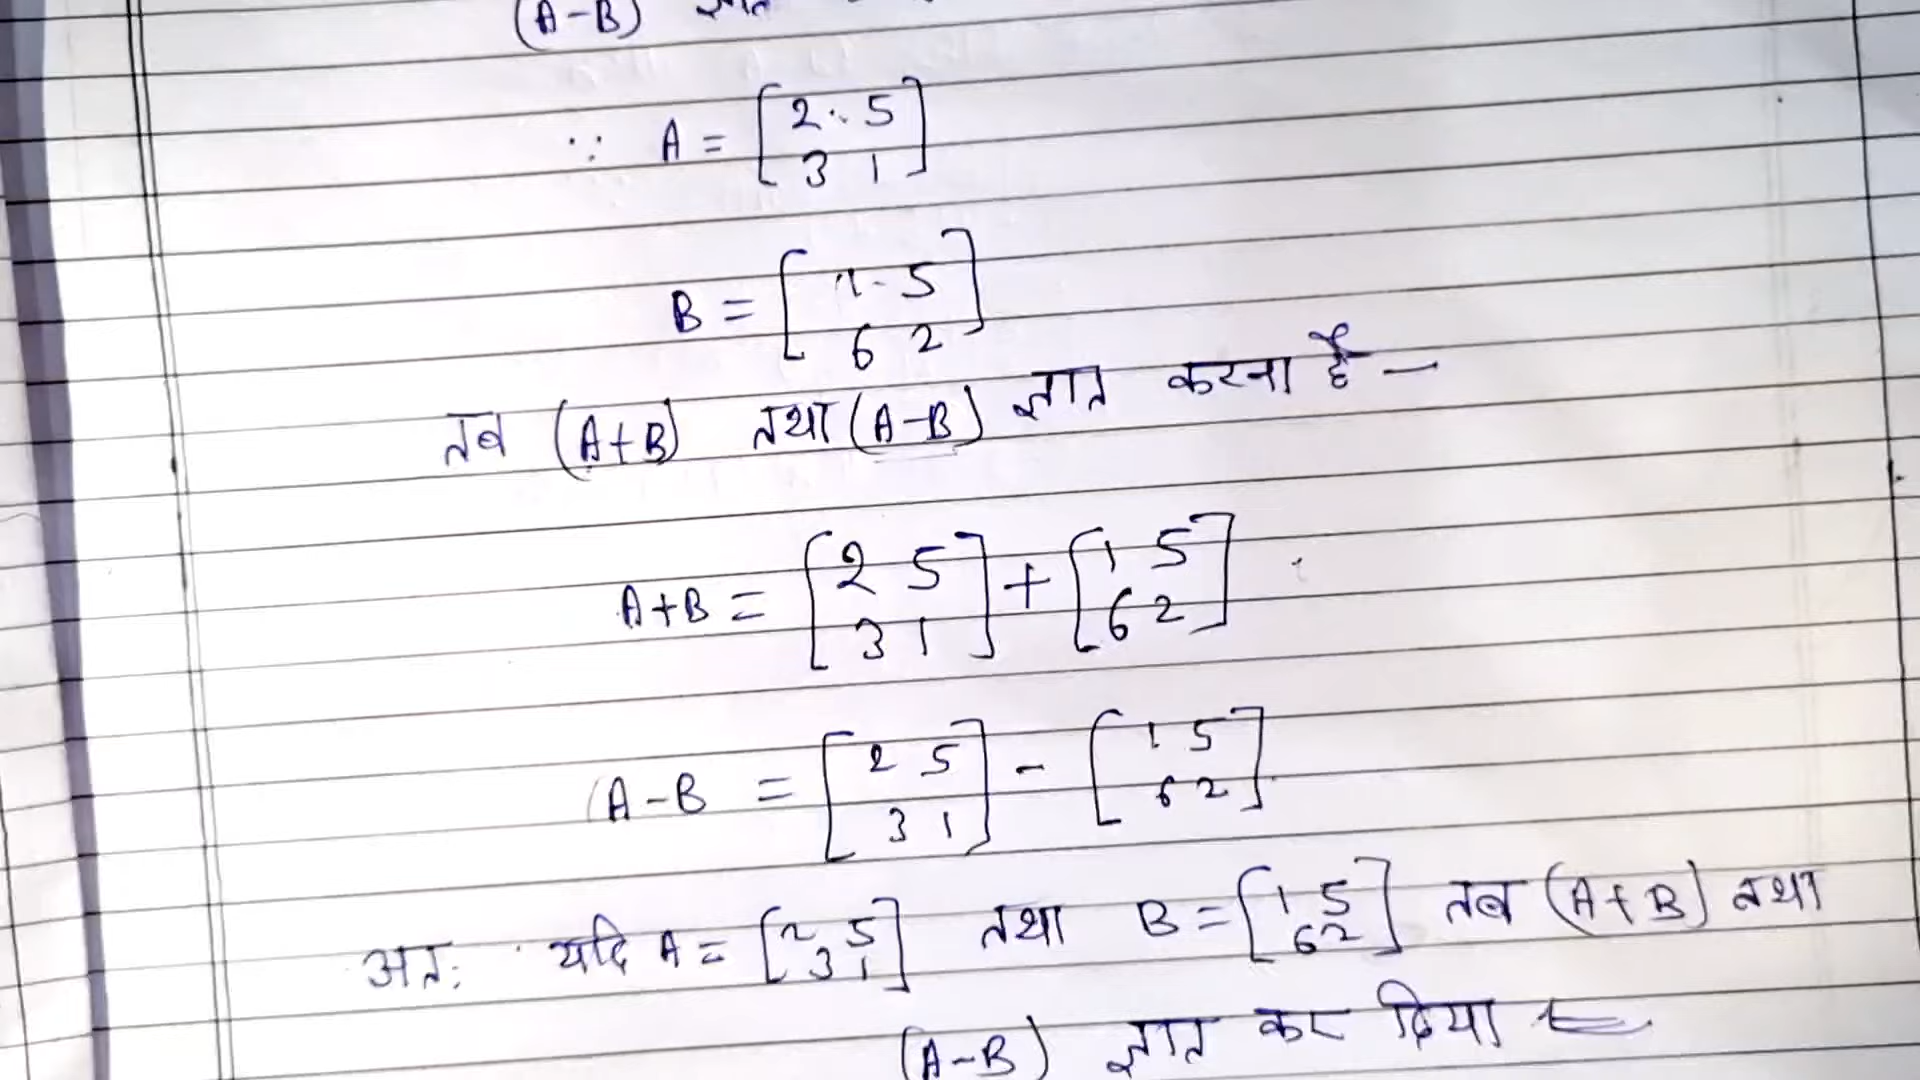 (A-B) ज्ञात
∵ A = [2 5
3 1]
B = [1 5
6 2]
तब (A+B) तथा (A-B) ज्ञात करना है —
A+B = [2 5
3 1] + [1 5
6 2]
A-B = [2 5
3 1] - [1 5
6 2]
अतः यदि A = [2 5
3 1] तथा B = [1 5
6 2] तब (A+B) तथा
(A-B) ज्ञात कर दिया